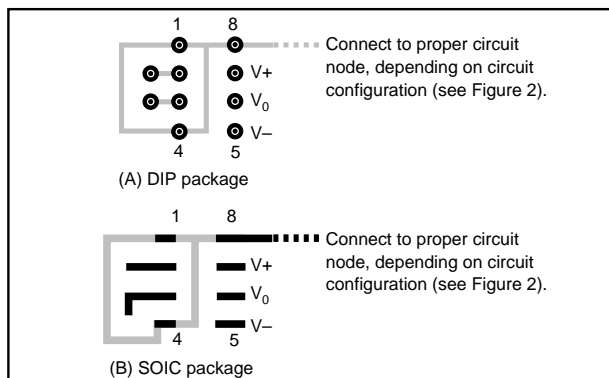 1 8
Connect to proper circuit
node, depending on circuit
configuration (see Figure 2).
V+
V0
V–
4 5
(A) DIP package
1 8
Connect to proper circuit
node, depending on circuit
configuration (see Figure 2).
V+
V0
V–
4 5
(B) SOIC package